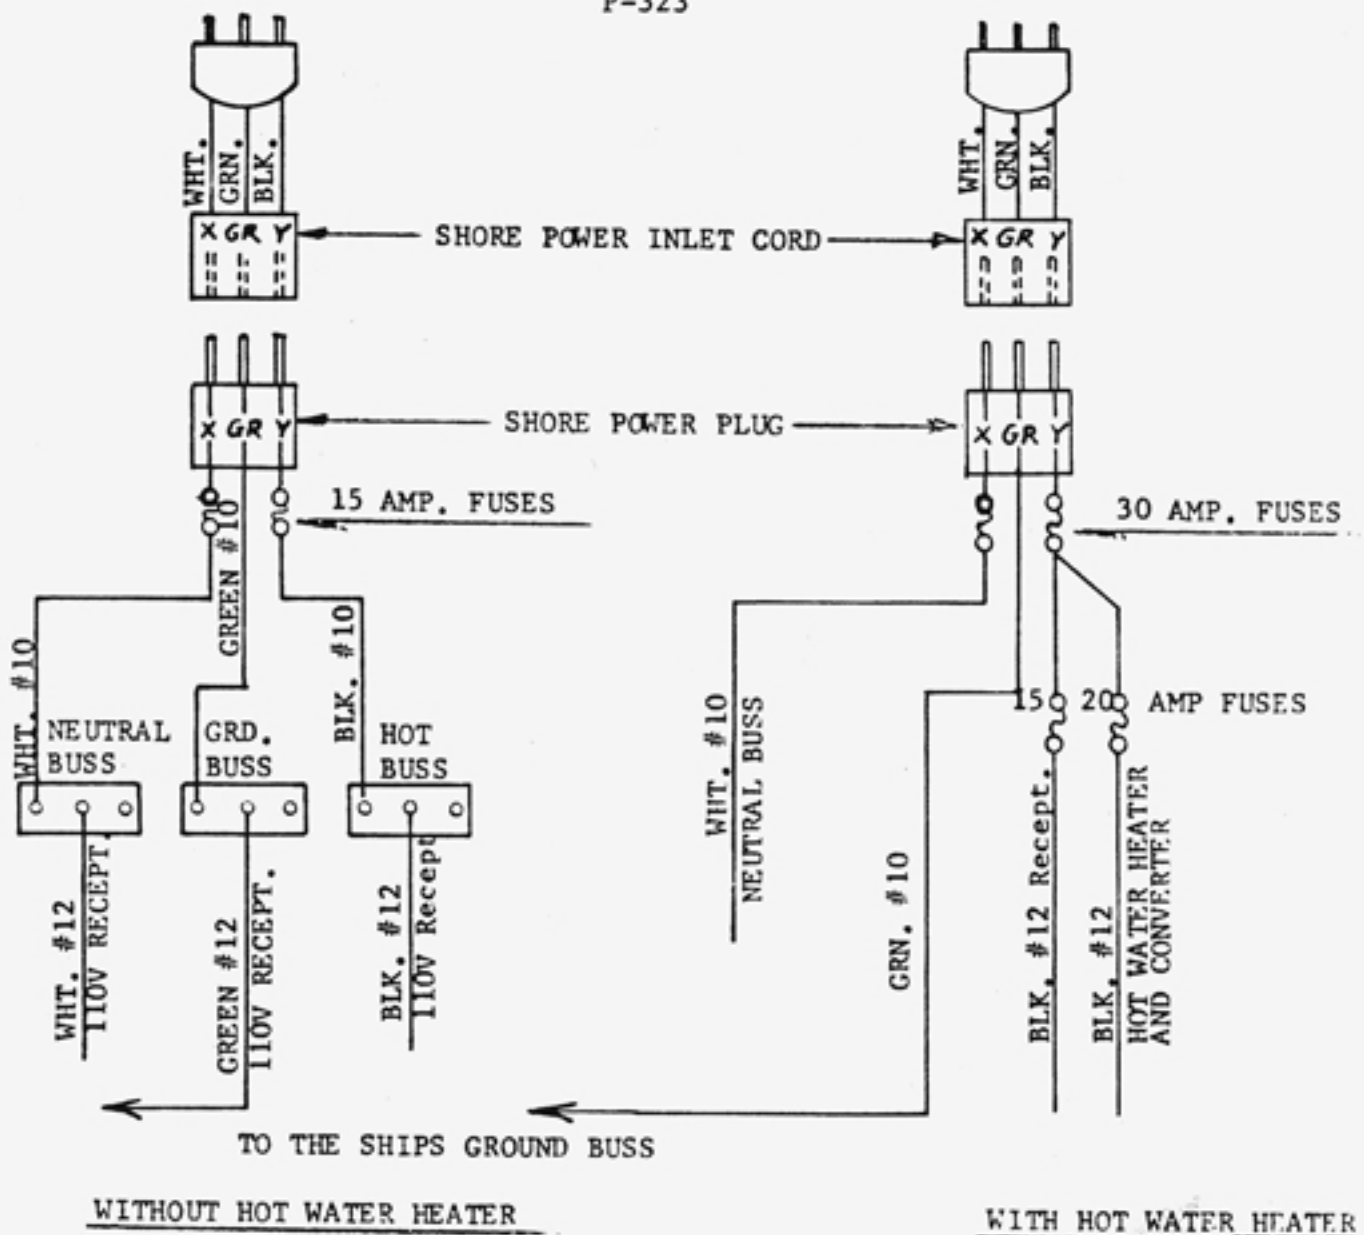 P-323
WHT.
GRN.
BLK.
X GR Y
SHORE POWER INLET CORD
WHT.
GRN.
BLK.
X GR Y
X GR Y
SHORE POWER PLUG
X GR Y
15 AMP. FUSES
30 AMP. FUSES
WHT. #10
GREEN #10
BLK. #10
NEUTRAL
BUSS
GRD.
BUSS
HOT
BUSS
WHT. #12
110V RECEPT.
GREEN #12
110V RECEPT.
BLK. #12
110V Recept
WHT. #10
NEUTRAL BUSS
GRN. #10
15 20 AMP FUSES
BLK. #12 Recept.
BLK. #12
HOT WATER HEATER
AND CONVERTER
TO THE SHIPS GROUND BUSS
WITHOUT HOT WATER HEATER
WITH HOT WATER HEATER